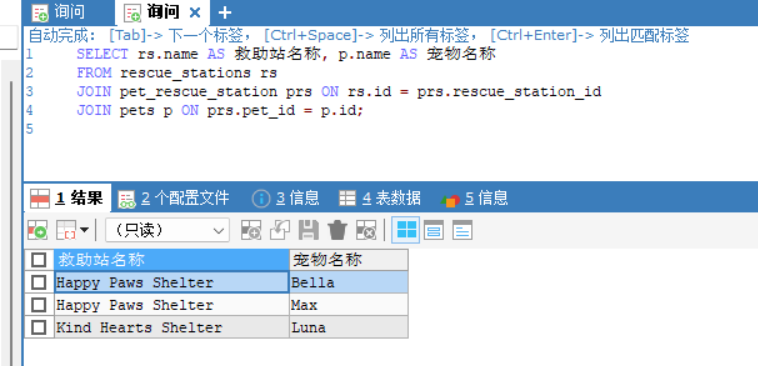 询问
询问 × +
自动完成: [Tab]-> 下一个标签, [Ctrl+Space]-> 列出所有标签, [Ctrl+Enter]-> 列出匹配标签
1 SELECT rs.name AS 救助站名称, p.name AS 宠物名称
2 FROM rescue_stations rs
3 JOIN pet_rescue_station prs ON rs.id = prs.rescue_station_id
4 JOIN pets p ON prs.pet_id = p.id;
5
1 结果 2 个配置文件 3 信息 4 表数据 5 信息
（只读）
救助站名称 宠物名称
Happy Paws Shelter Bella
Happy Paws Shelter Max
Kind Hearts Shelter Luna